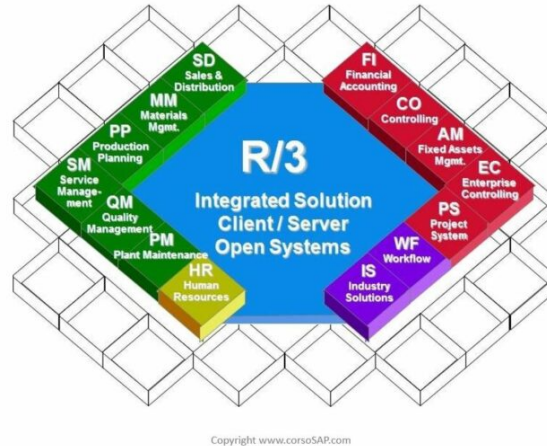 SD
Sales &
Distribution
MM
Materials
Mgmt.
PP
Production
Planning
SM
Service
Manage-
ment
QM
Quality
Management
PM
Plant Maintenance
HR
Human
Resources
R/3
Integrated Solution
Client / Server
Open Systems
FI
Financial
Accounting
CO
Controlling
AM
Fixed Assets
Mgmt.
EC
Enterprise
Controlling
PS
Project
System
WF
Workflow
IS
Industry
Solutions
Copyright www.corsoSAP.com